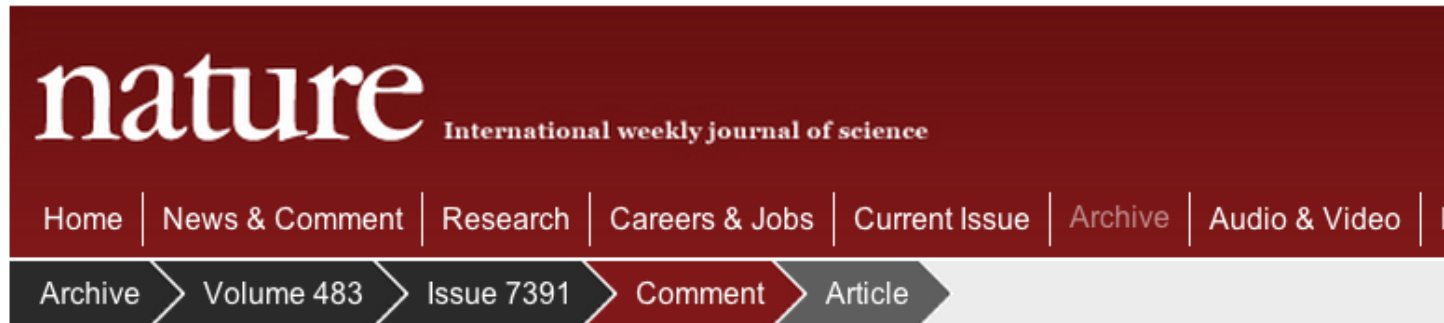 nature International weekly journal of science
Home News & Comment Research Careers & Jobs Current Issue Archive Audio & Video
Archive Volume 483 Issue 7391 Comment Article